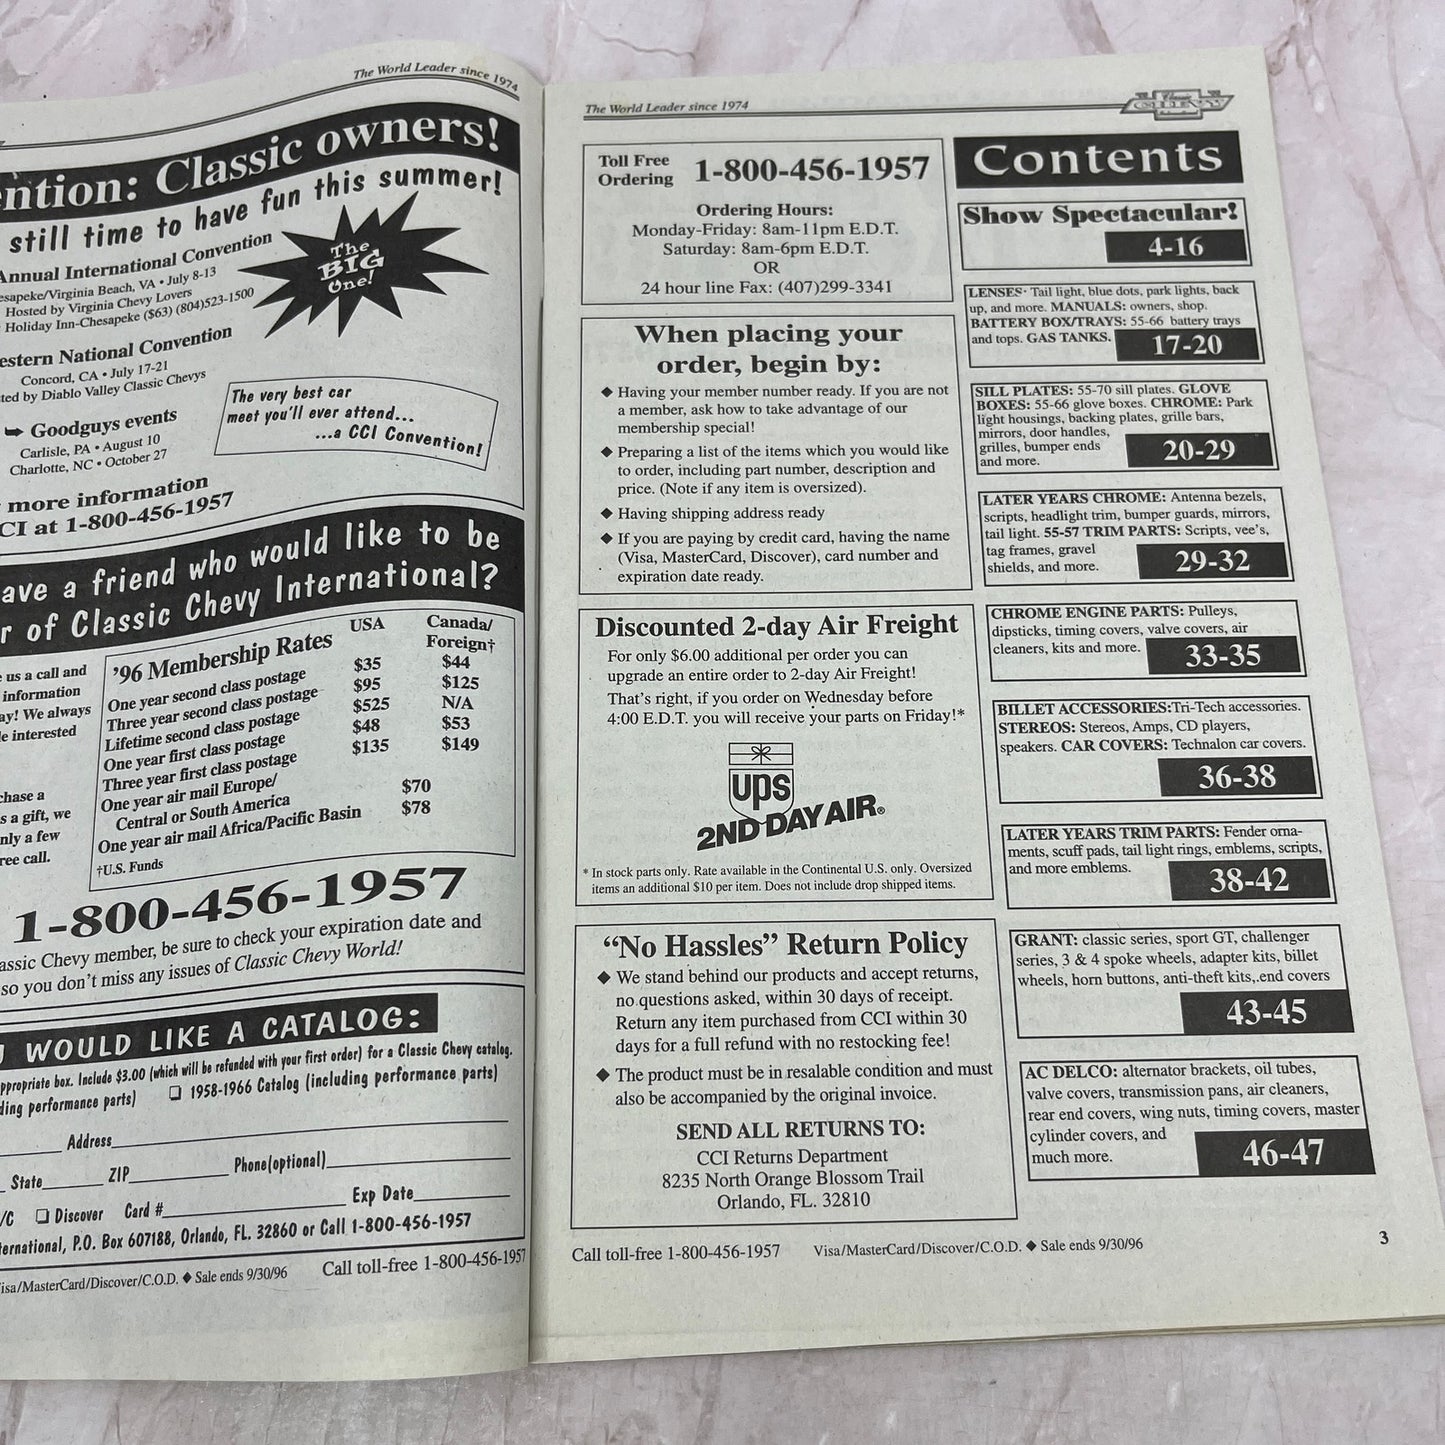 The World Leader since 1974
ention: Classic owners!
still time to have fun this summer!
Annual International Convention
esapeke/Virginia Beach, VA • July 8-13
Hosted by Virginia Chevy Lovers
Holiday Inn-Chesapeke ($63) (804)523-1500
The
BIG
One!
estern National Convention
Concord, CA • July 17-21
ted by Diablo Valley Classic Chevys
Goodguys events
Carlisle, PA • August 10
Charlotte, NC • October 27
The very best car
meet you'll ever attend...
...a CCI Convention!
more information
CI at 1-800-456-1957
ave a friend who would like to be
r of Classic Chevy International?
us a call and
information
ay! We always
e interested
chase a
s a gift, we
nly a few
ree call.
'96 Membership Rates USA Canada/
Foreign†
One year second class postage $35 $44
Three year second class postage $95 $125
Lifetime second class postage $525 N/A
One year first class postage $48 $53
Three year first class postage $135 $149
One year air mail Europe/
Central or South America $70
One year air mail Africa/Pacific Basin $78
†U.S. Funds
1-800-456-1957
assic Chevy member, be sure to check your expiration date and
so you don't miss any issues of Classic Chevy World!
U WOULD LIKE A CATALOG:
ppropriate box. Include $3.00 (which will be refunded with your first order) for a Classic Chevy catalog.
ding performance parts) ❏ 1958-1966 Catalog (including performance parts)
Address
State ZIP Phone(optional)
/C ❏ Discover Card # Exp Date
ternational, P.O. Box 607188, Orlando, FL. 32860 or Call 1-800-456-1957
isa/MasterCard/Discover/C.O.D. ◆ Sale ends 9/30/96 Call toll-free 1-800-456-1957
The World Leader since 1974
Classic
CHEVY
Toll Free
Ordering 1-800-456-1957
Ordering Hours:
Monday-Friday: 8am-11pm E.D.T.
Saturday: 8am-6pm E.D.T.
OR
24 hour line Fax: (407)299-3341
When placing your
order, begin by:
◆ Having your member number ready. If you are not
a member, ask how to take advantage of our
membership special!
◆ Preparing a list of the items which you would like
to order, including part number, description and
price. (Note if any item is oversized).
◆ Having shipping address ready
◆ If you are paying by credit card, having the name
(Visa, MasterCard, Discover), card number and
expiration date ready.
Discounted 2-day Air Freight
For only $6.00 additional per order you can
upgrade an entire order to 2-day Air Freight!
That's right, if you order on Wednesday before
4:00 E.D.T. you will receive your parts on Friday!*
ups
2ND DAY AIR®
* In stock parts only. Rate available in the Continental U.S. only. Oversized
items an additional $10 per item. Does not include drop shipped items.
"No Hassles" Return Policy
◆ We stand behind our products and accept returns,
no questions asked, within 30 days of receipt.
Return any item purchased from CCI within 30
days for a full refund with no restocking fee!
◆ The product must be in resalable condition and must
also be accompanied by the original invoice.
SEND ALL RETURNS TO:
CCI Returns Department
8235 North Orange Blossom Trail
Orlando, FL. 32810
Contents
Show Spectacular!
4-16
LENSES· Tail light, blue dots, park lights, back
up, and more. MANUALS: owners, shop.
BATTERY BOX/TRAYS: 55-66 battery trays
and tops. GAS TANKS.
17-20
SILL PLATES: 55-70 sill plates. GLOVE
BOXES: 55-66 glove boxes. CHROME: Park
light housings, backing plates, grille bars,
mirrors, door handles,
grilles, bumper ends
and more.
20-29
LATER YEARS CHROME: Antenna bezels,
scripts, headlight trim, bumper guards, mirrors,
tail light. 55-57 TRIM PARTS: Scripts, vee's,
tag frames, gravel
shields, and more.
29-32
CHROME ENGINE PARTS: Pulleys,
dipsticks, timing covers, valve covers, air
cleaners, kits and more.
33-35
BILLET ACCESSORIES:Tri-Tech accessories.
STEREOS: Stereos, Amps, CD players,
speakers. CAR COVERS: Technalon car covers.
36-38
LATER YEARS TRIM PARTS: Fender orna-
ments, scuff pads, tail light rings, emblems, scripts,
and more emblems.
38-42
GRANT: classic series, sport GT, challenger
series, 3 & 4 spoke wheels, adapter kits, billet
wheels, horn buttons, anti-theft kits,.end covers
43-45
AC DELCO: alternator brackets, oil tubes,
valve covers, transmission pans, air cleaners,
rear end covers, wing nuts, timing covers, master
cylinder covers, and
much more.
46-47
Call toll-free 1-800-456-1957 Visa/MasterCard/Discover/C.O.D. ◆ Sale ends 9/30/96 3